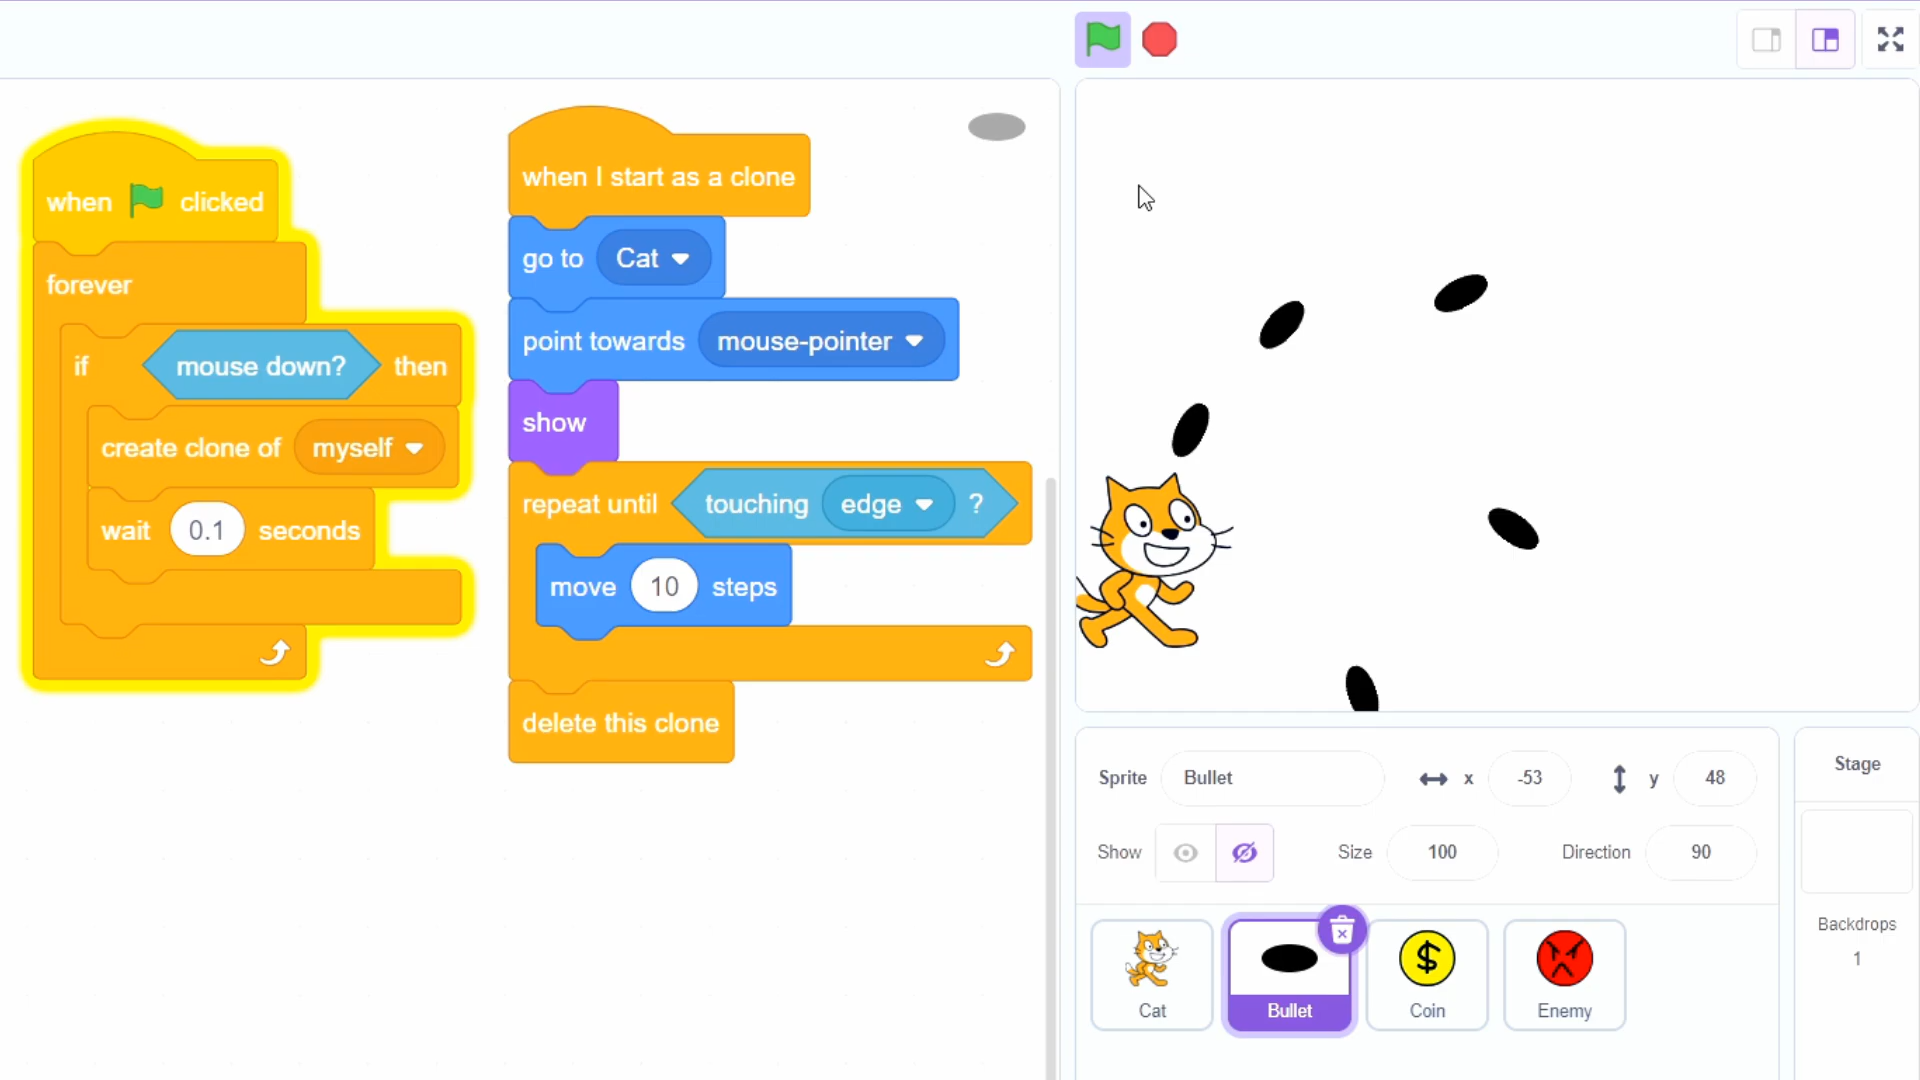 when clicked
forever
if mouse down? then
create clone of myself
wait 0.1 seconds
when I start as a clone
go to Cat
point towards mouse-pointer
show
repeat until touching edge ?
move 10 steps
delete this clone
Sprite Bullet x -53 y 48
Show Size 100 Direction 90
Cat
Bullet
$
Coin
Enemy
Stage
Backdrops
1